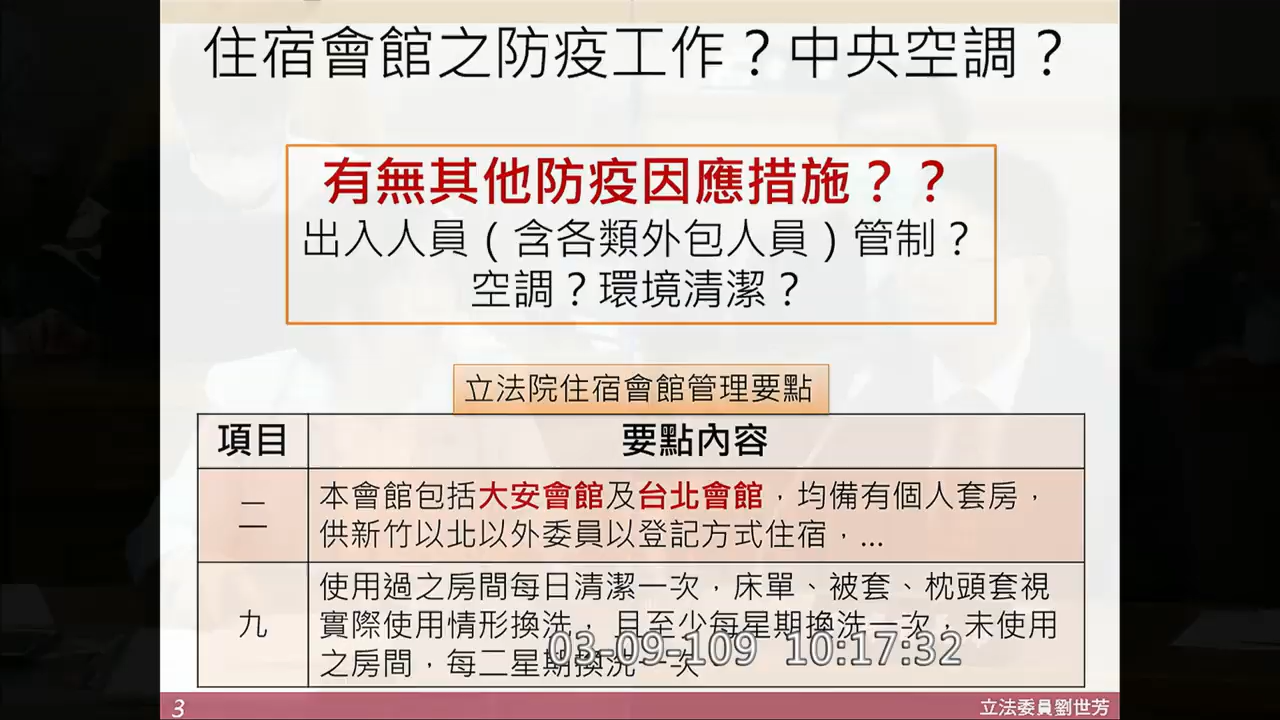 住宿會館之防疫工作？中央空調？
有無其他防疫因應措施？？
出入人員（含各類外包人員）管制？
空調？環境清潔？
立法院住宿會館管理要點
項目
要點內容
二
本會館包括大安會館及台北會館，均備有個人套房，
供新竹以北以外委員以登記方式住宿，...
九
使用過之房間每日清潔一次，床單、被套、枕頭套視
實際使用情形換洗，且至少每星期換洗一次，未使用
之房間，每二星期換洗一次
03-09-109 10:17:32
3
立法委員劉世芳